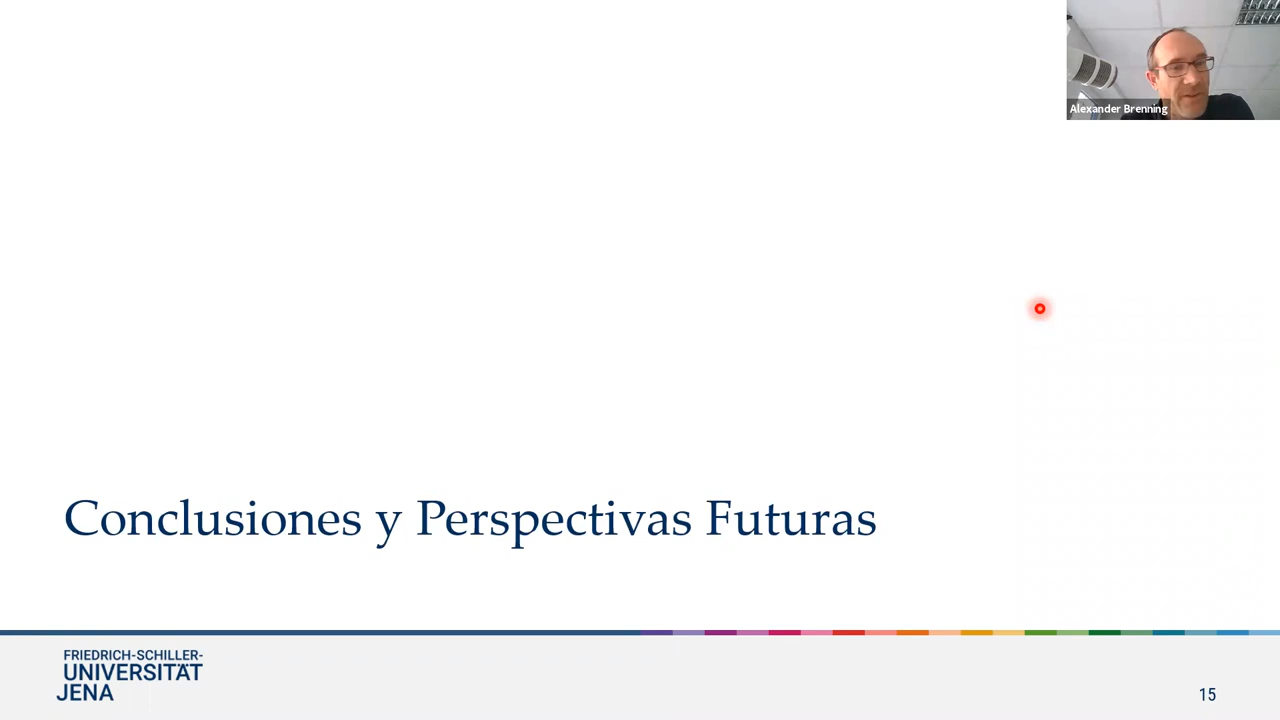 Alexander Brenning
Conclusiones y Perspectivas Futuras
FRIEDRICH-SCHILLER-
UNIVERSITÄT
JENA
15